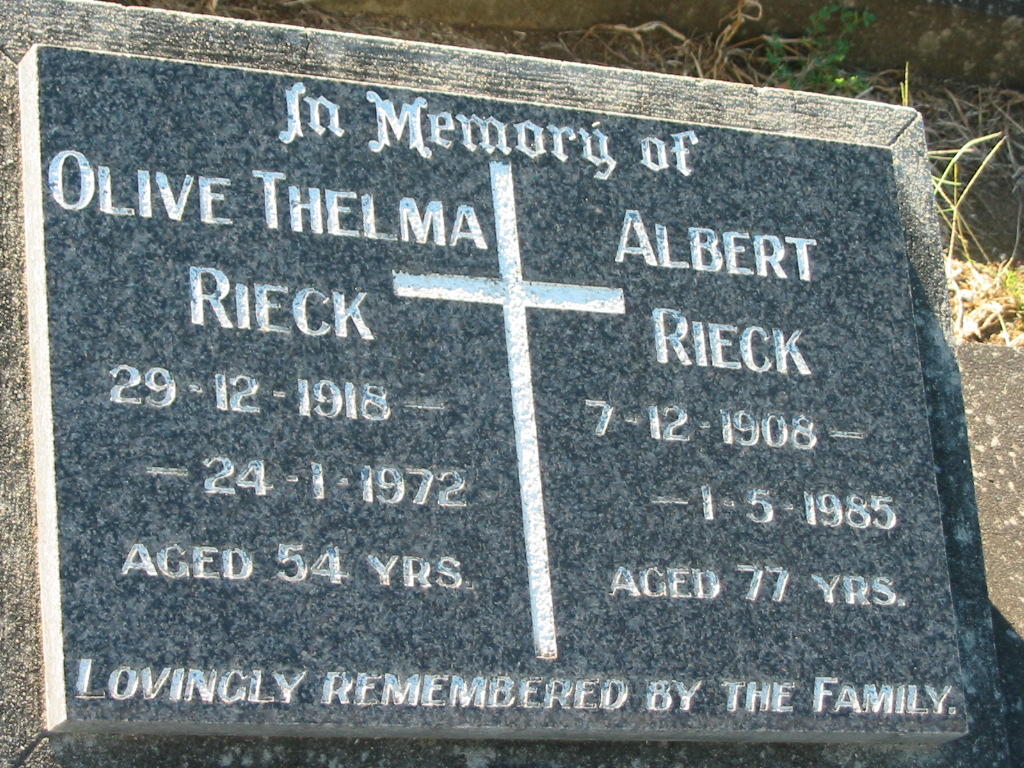 In Memory of
OLIVE THELMA
RIECK
29-12-1918 —
— 24-1-1972
AGED 54 YRS.
ALBERT
RIECK
7-12-1908 —
— 1-5-1985
AGED 77 YRS.
LOVINGLY REMEMBERED BY THE FAMILY.